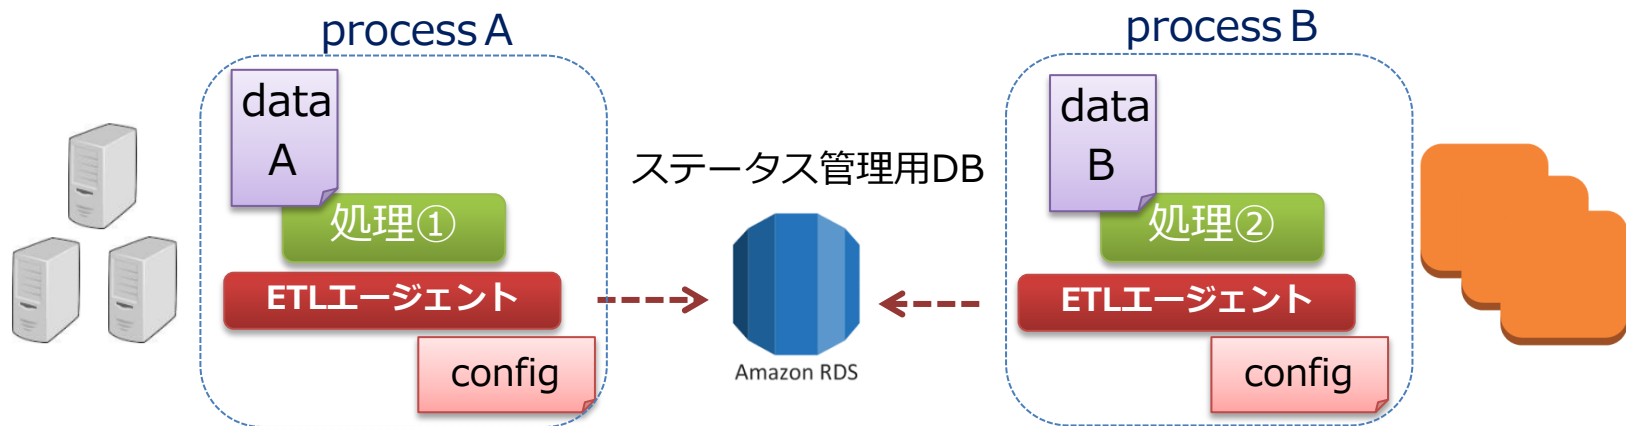 process A
data
A
処理①
ETLエージェント
config
ステータス管理用DB
Amazon RDS
process B
data
B
処理②
ETLエージェント
config